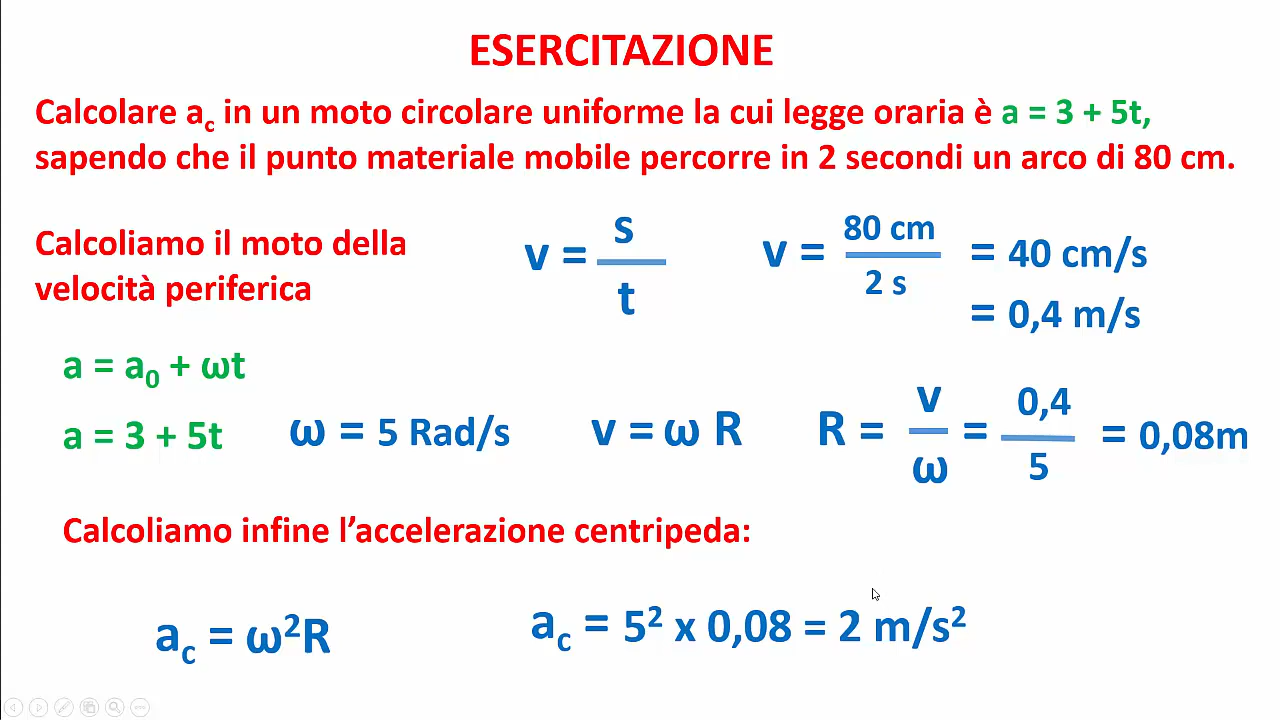 ESERCITAZIONE
Calcolare ac in un moto circolare uniforme la cui legge oraria è a = 3 + 5t,
sapendo che il punto materiale mobile percorre in 2 secondi un arco di 80 cm.
Calcoliamo il moto della
velocità periferica
v = s / t
v = 80 cm / 2 s = 40 cm/s
= 0,4 m/s
a = a₀ + ωt
a = 3 + 5t
ω = 5 Rad/s
v = ω R
R = v / ω = 0,4 / 5 = 0,08m
Calcoliamo infine l’accelerazione centripeda:
ac = ω²R
ac = 5² x 0,08 = 2 m/s²